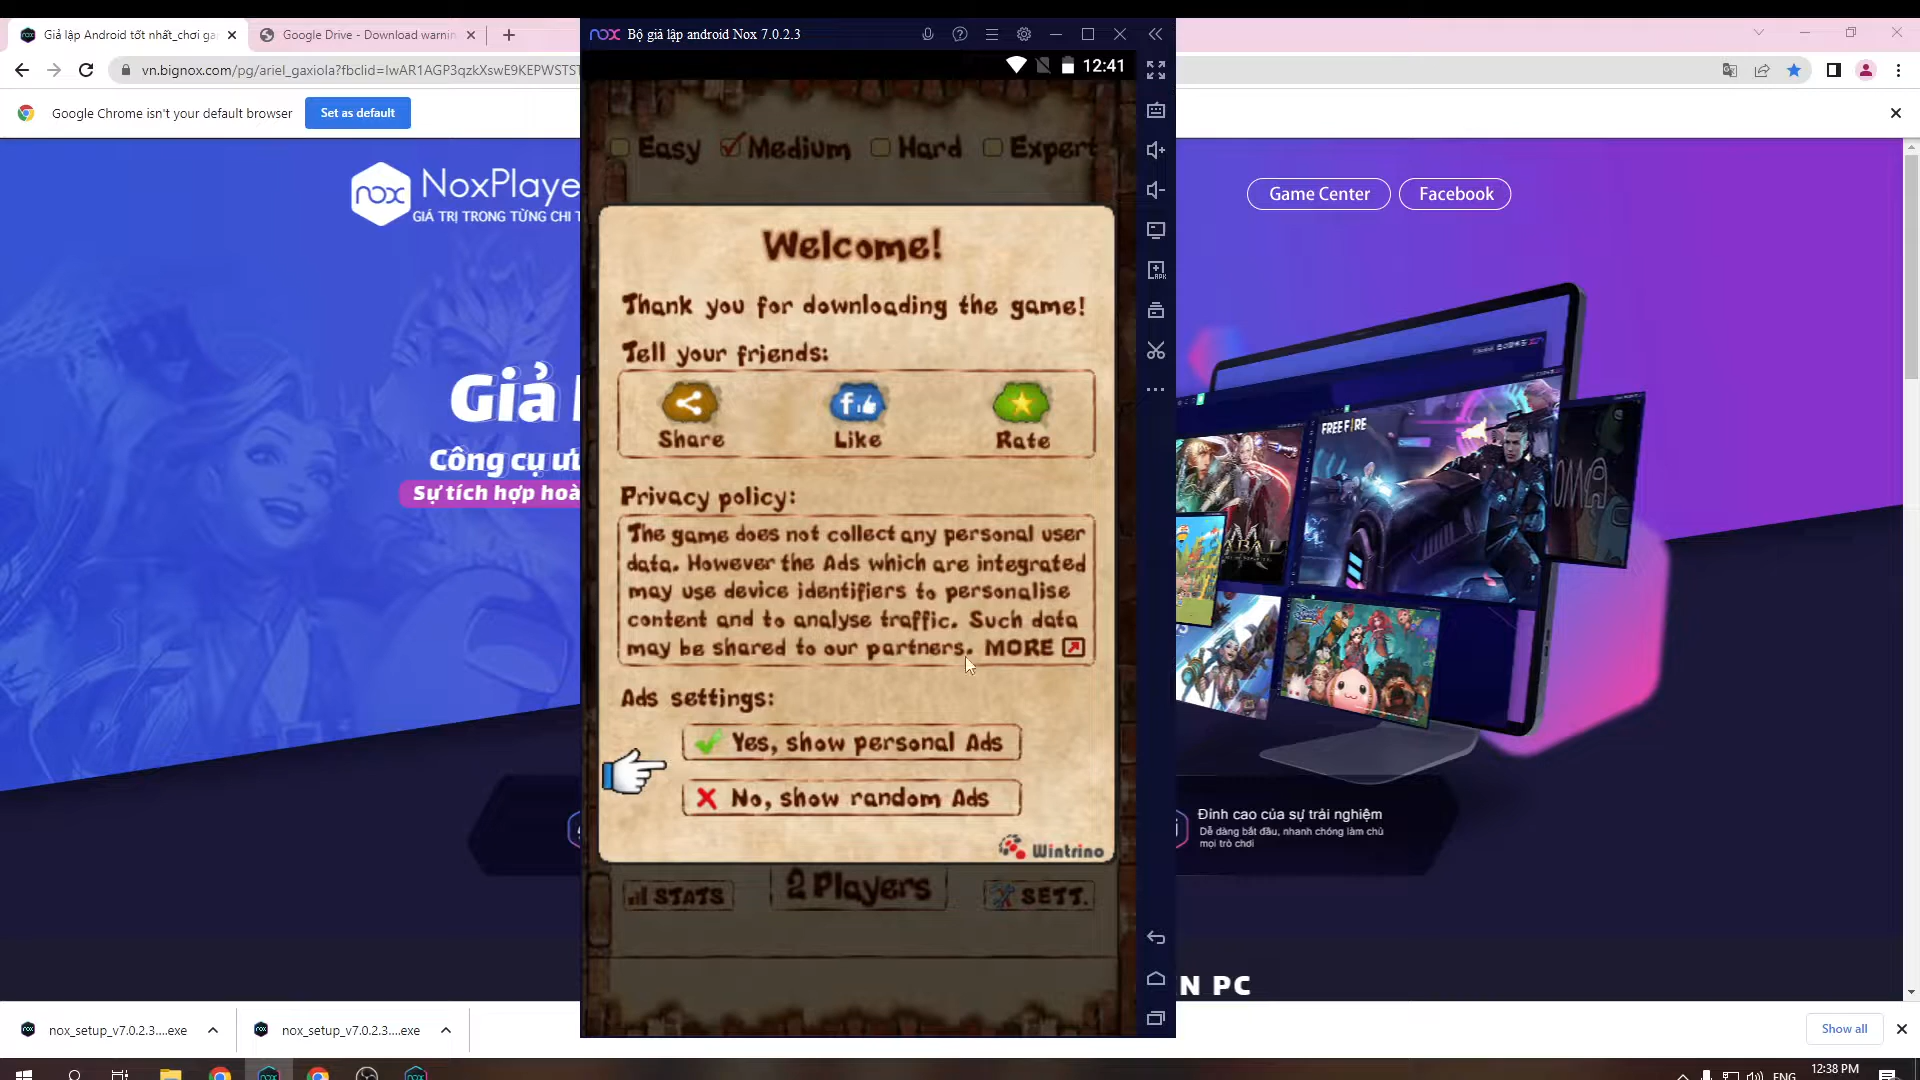 Giả lập Android tốt nhất_chơi ga
Google Drive - Download warnin
nox Bộ giả lập android Nox 7.0.2.3
vn.bignox.com/pg/ariel_gaxiola?fbclid=IwAR1AGP3qzkXswE9KEPWSTST
12:41
Google Chrome isn't your default browser
Set as default
Easy Medium Hard Expert
nox NoxPlaye
GIÁ TRỊ TRONG TỪNG CHI T
Game Center
Facebook
Welcome!
Thank you for downloading the game!
Tell your friends:
Share Like Rate
Giả
Công cụ ưu
Sự tích hợp hoà
FREE FIRE
Privacy policy:
The game does not collect any personal user
data. However the Ads which are integrated
may use device identifiers to personalise
content and to analyse traffic. Such data
may be shared to our partners. MORE
Ads settings:
Yes, show personal Ads
No, show random Ads
Wintrino
Đỉnh cao của sự trải nghiệm
Dễ dàng bắt đầu, nhanh chóng làm chủ
mọi trò chơi
STATS 2 Players SETT.
N PC
nox_setup_v7.0.2.3....exe
nox_setup_v7.0.2.3....exe
Show all
ENG
12:38 PM